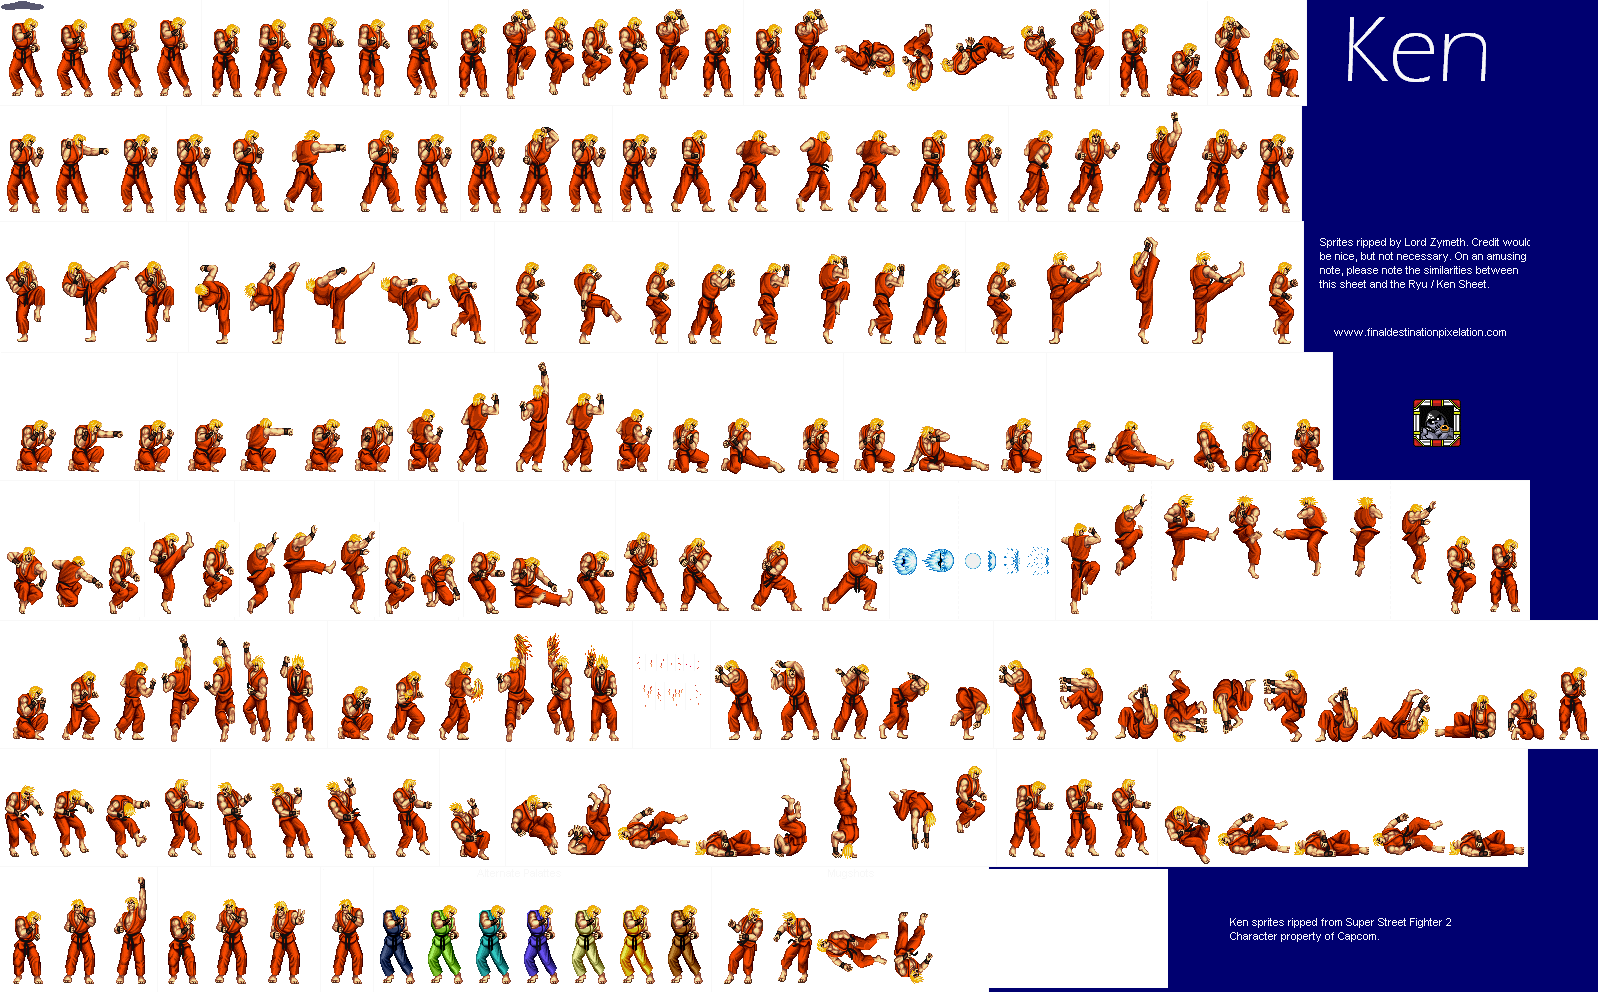 Ken
Sprites ripped by Lord Zymeth. Credit would
be nice, but not necessary. On an amusing
note, please note the similarities between
this sheet and the Ryu / Ken Sheet.
www.finaldestinationpixelation.com
Alternate Palettes
Ken sprites ripped from Super Street Fighter 2
Character property of Capcom.